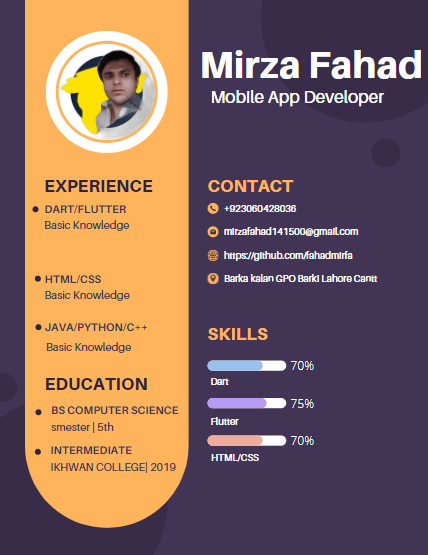 Mirza Fahad
Mobile App Developer
EXPERIENCE
DART/FLUTTER
Basic Knowledge
HTML/CSS
Basic Knowledge
JAVA/PYTHON/C++
Basic Knowledge
EDUCATION
BS COMPUTER SCIENCE
smester | 5th
INTERMEDIATE
IKHWAN COLLEGE| 2019
CONTACT
+923060428036
mirzafahad141500@gmail.com
https://github.com/fahadmirfa
Barka kalan GPO Barki Lahore Cantt
SKILLS
70%
Dart
75%
Flutter
70%
HTML/CSS